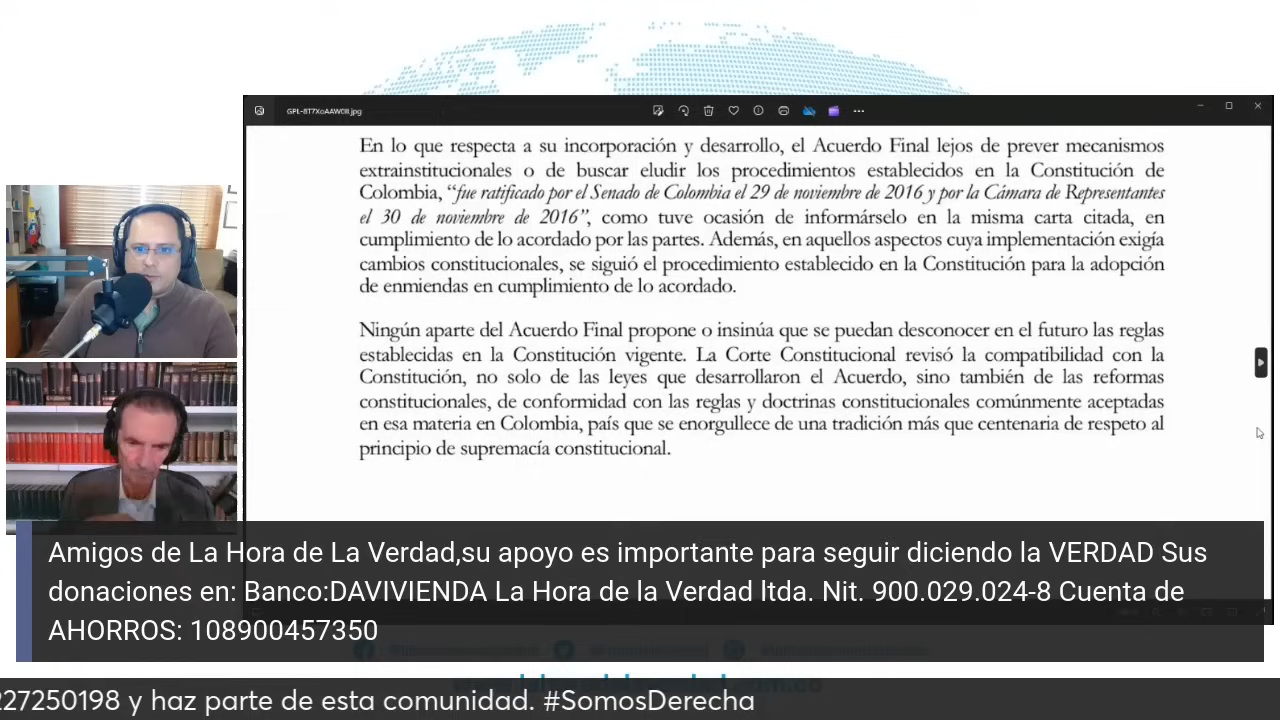 GPL-8T7XoAAW0II.jpg
En lo que respecta a su incorporación y desarrollo, el Acuerdo Final lejos de prever mecanismos
extrainstitucionales o de buscar eludir los procedimientos establecidos en la Constitución de
Colombia, “fue ratificado por el Senado de Colombia el 29 de noviembre de 2016 y por la Cámara de Representantes
el 30 de noviembre de 2016”, como tuve ocasión de informárselo en la misma carta citada, en
cumplimiento de lo acordado por las partes. Además, en aquellos aspectos cuya implementación exigía
cambios constitucionales, se siguió el procedimiento establecido en la Constitución para la adopción
de enmiendas en cumplimiento de lo acordado.
Ningún aparte del Acuerdo Final propone o insinúa que se puedan desconocer en el futuro las reglas
establecidas en la Constitución vigente. La Corte Constitucional revisó la compatibilidad con la
Constitución, no solo de las leyes que desarrollaron el Acuerdo, sino también de las reformas
constitucionales, de conformidad con las reglas y doctrinas constitucionales comúnmente aceptadas
en esa materia en Colombia, país que se enorgullece de una tradición más que centenaria de respeto al
principio de supremacía constitucional.
Amigos de La Hora de La Verdad,su apoyo es importante para seguir diciendo la VERDAD Sus
donaciones en: Banco:DAVIVIENDA La Hora de la Verdad ltda. Nit. 900.029.024-8 Cuenta de
AHORROS: 108900457350
227250198 y haz parte de esta comunidad. #SomosDerecha